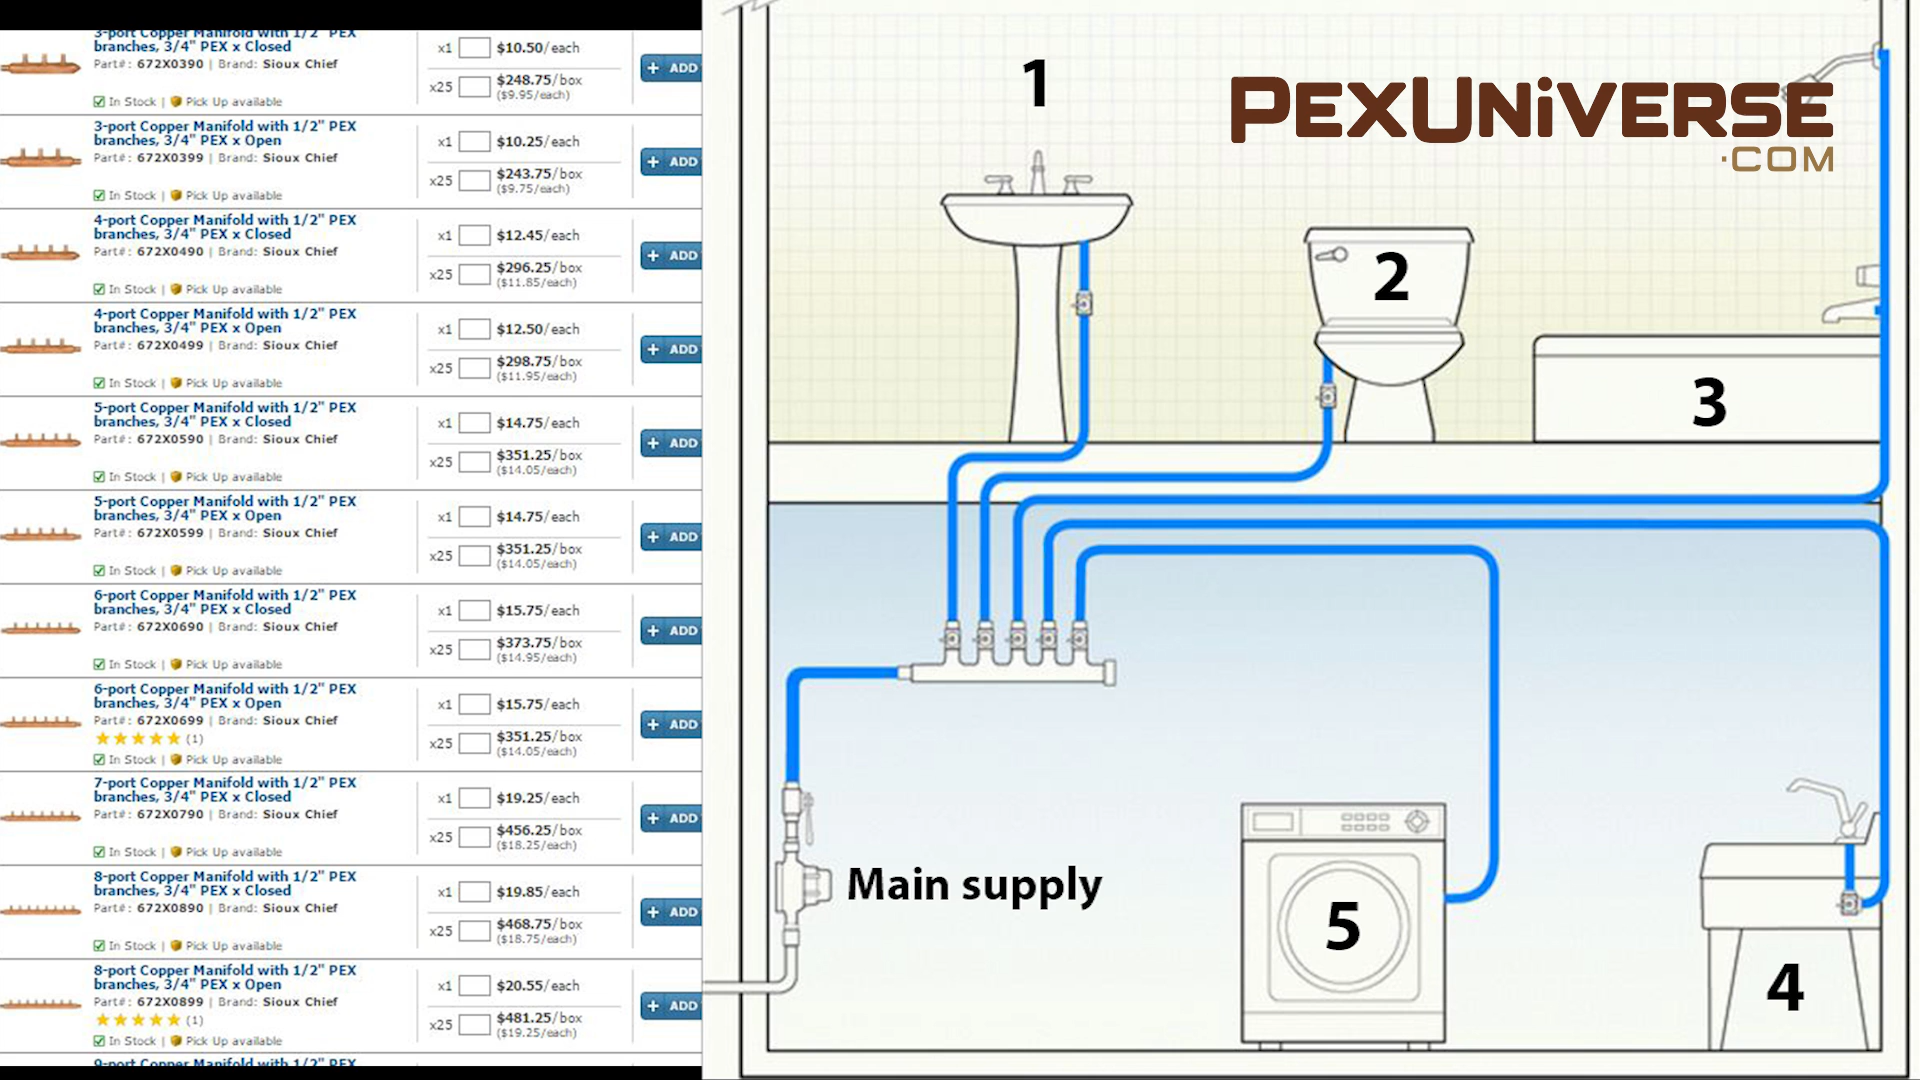 3-port Copper Manifold with 1/2" PEX
branches, 3/4" PEX x Closed
Part#: 672X0390 | Brand: Sioux Chief
In Stock | Pick Up available
x1 $10.50/each
x25 $248.75/box
($9.95/each)
+ ADD
3-port Copper Manifold with 1/2" PEX
branches, 3/4" PEX x Open
Part#: 672X0399 | Brand: Sioux Chief
In Stock | Pick Up available
x1 $10.25/each
x25 $243.75/box
($9.75/each)
+ ADD
4-port Copper Manifold with 1/2" PEX
branches, 3/4" PEX x Closed
Part#: 672X0490 | Brand: Sioux Chief
In Stock | Pick Up available
x1 $12.45/each
x25 $296.25/box
($11.85/each)
+ ADD
4-port Copper Manifold with 1/2" PEX
branches, 3/4" PEX x Open
Part#: 672X0499 | Brand: Sioux Chief
In Stock | Pick Up available
x1 $12.50/each
x25 $298.75/box
($11.95/each)
+ ADD
5-port Copper Manifold with 1/2" PEX
branches, 3/4" PEX x Closed
Part#: 672X0590 | Brand: Sioux Chief
In Stock | Pick Up available
x1 $14.75/each
x25 $351.25/box
($14.05/each)
+ ADD
5-port Copper Manifold with 1/2" PEX
branches, 3/4" PEX x Open
Part#: 672X0599 | Brand: Sioux Chief
In Stock | Pick Up available
x1 $14.75/each
x25 $351.25/box
($14.05/each)
+ ADD
6-port Copper Manifold with 1/2" PEX
branches, 3/4" PEX x Closed
Part#: 672X0690 | Brand: Sioux Chief
In Stock | Pick Up available
x1 $15.75/each
x25 $373.75/box
($14.95/each)
+ ADD
6-port Copper Manifold with 1/2" PEX
branches, 3/4" PEX x Open
Part#: 672X0699 | Brand: Sioux Chief
(1)
In Stock | Pick Up available
x1 $15.75/each
x25 $351.25/box
($14.05/each)
+ ADD
7-port Copper Manifold with 1/2" PEX
branches, 3/4" PEX x Closed
Part#: 672X0790 | Brand: Sioux Chief
In Stock | Pick Up available
x1 $19.25/each
x25 $456.25/box
($18.25/each)
+ ADD
8-port Copper Manifold with 1/2" PEX
branches, 3/4" PEX x Closed
Part#: 672X0890 | Brand: Sioux Chief
In Stock | Pick Up available
x1 $19.85/each
x25 $468.75/box
($18.75/each)
+ ADD
8-port Copper Manifold with 1/2" PEX
branches, 3/4" PEX x Open
Part#: 672X0899 | Brand: Sioux Chief
(1)
In Stock | Pick Up available
x1 $20.55/each
x25 $481.25/box
($19.25/each)
+ ADD
9-port Copper Manifold with 1/2" PEX
PEXUNiVERSE
.COM
1
2
3
Main supply
5
4